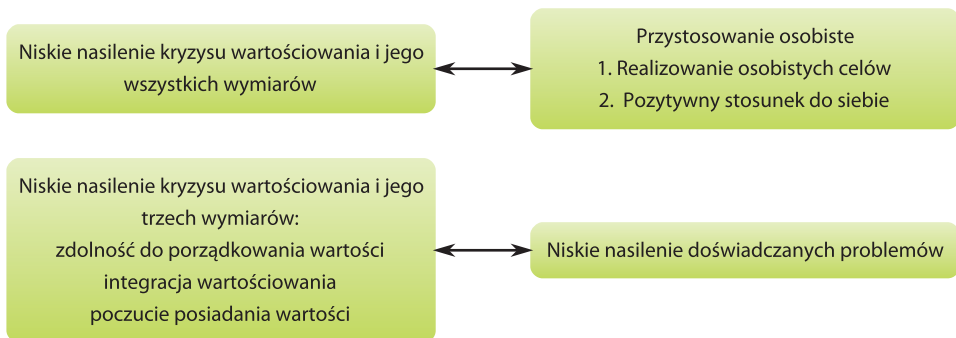 Niskie nasilenie kryzysu wartościowania i jego
wszystkich wymiarów
Przystosowanie osobiste
1. Realizowanie osobistych celów
2. Pozytywny stosunek do siebie
Niskie nasilenie kryzysu wartościowania i jego
trzech wymiarów:
zdolność do porządkowania wartości
integracja wartościowania
poczucie posiadania wartości
Niskie nasilenie doświadczanych problemów